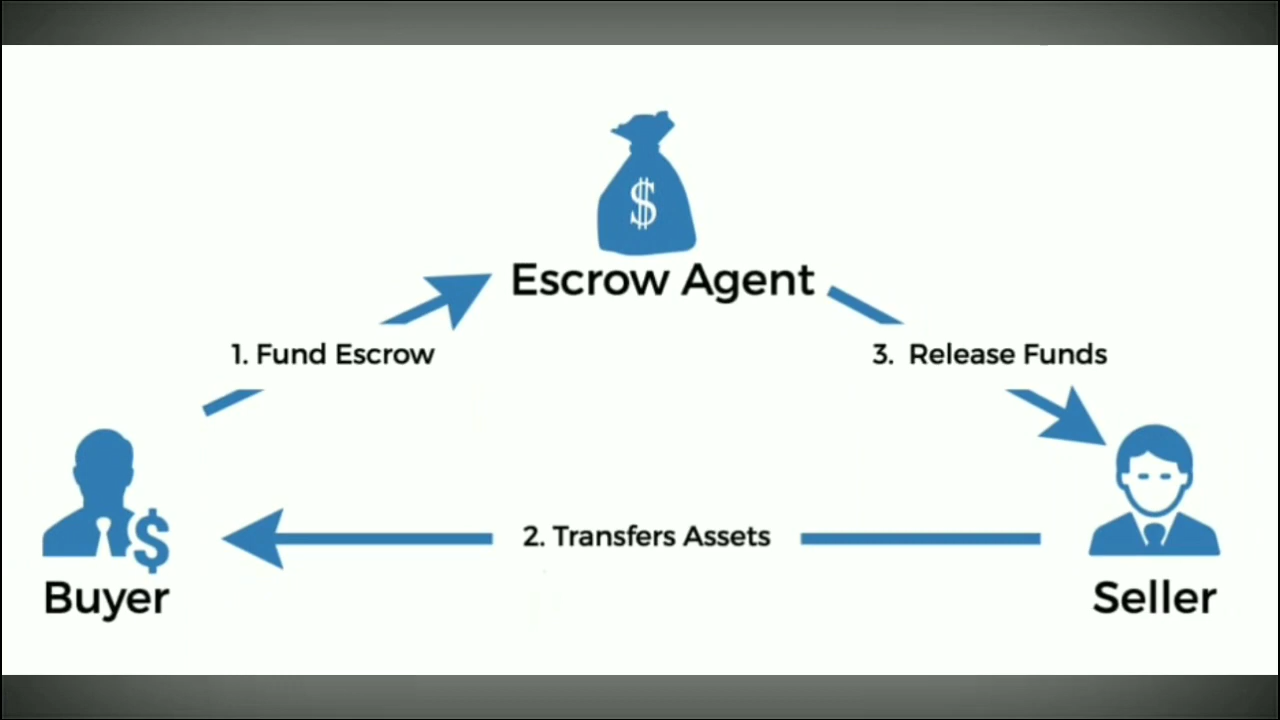 $
Escrow Agent
1. Fund Escrow
3. Release Funds
$
2. Transfers Assets
Buyer
Seller